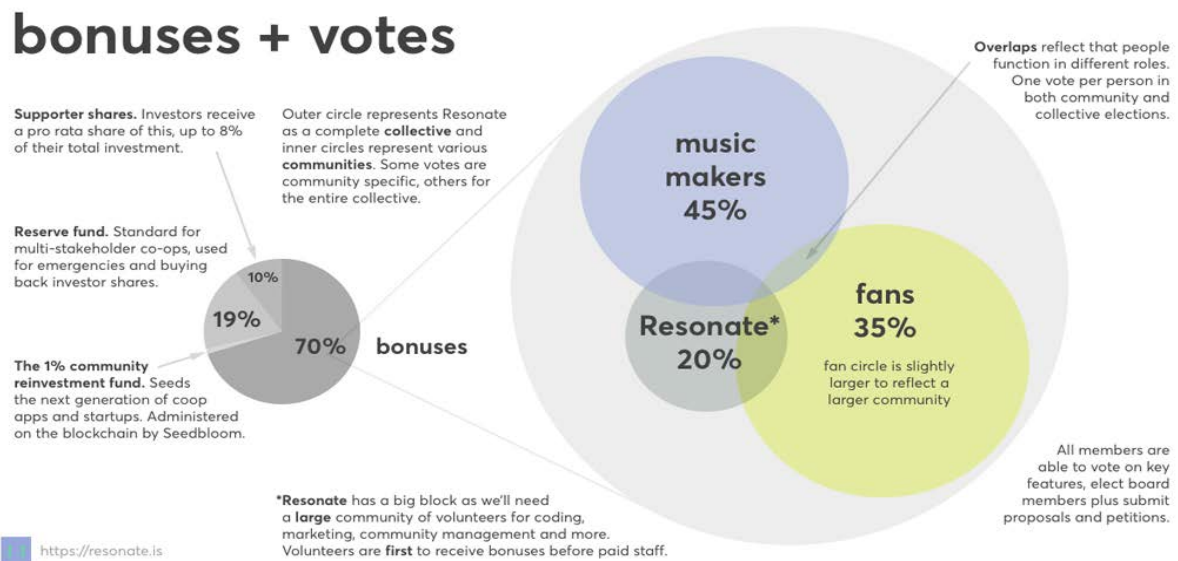 bonuses + votes
Supporter shares. Investors receive
a pro rata share of this, up to 8%
of their total investment.
Outer circle represents Resonate
as a complete collective and
inner circles represent various
communities. Some votes are
community specific, others for
the entire collective.
Reserve fund. Standard for
multi-stakeholder co-ops, used
for emergencies and buying
back investor shares.
10%
19%
70%
bonuses
The 1% community
reinvestment fund. Seeds
the next generation of coop
apps and startups. Administered
on the blockchain by Seedbloom.
*Resonate has a big block as we'll need
a large community of volunteers for coding,
marketing, community management and more.
Volunteers are first to receive bonuses before paid staff.
https://resonate.is
music
makers
45%
Resonate*
20%
fans
35%
fan circle is slightly
larger to reflect a
larger community
Overlaps reflect that people
function in different roles.
One vote per person in
both community and
collective elections.
All members are
able to vote on key
features, elect board
members plus submit
proposals and petitions.